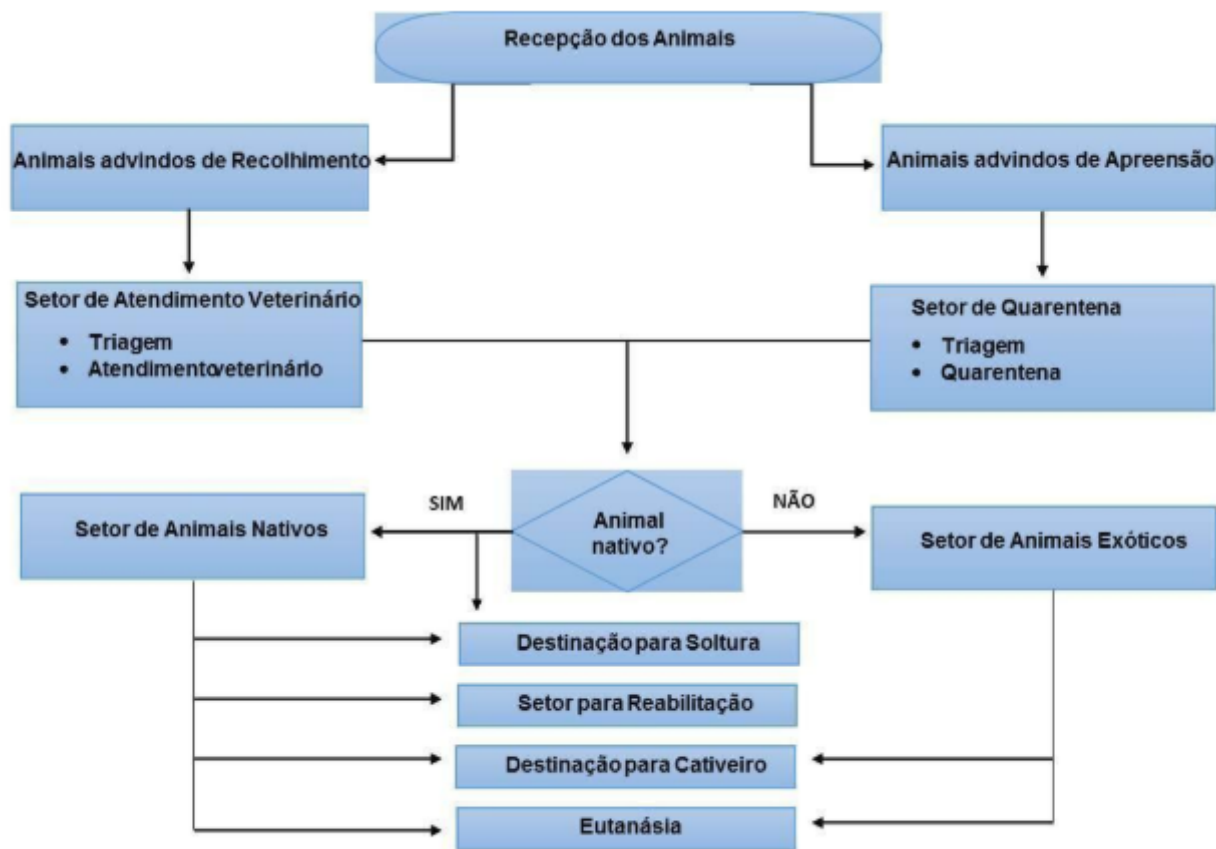 Recepção dos Animais
Animais advindos de Recolhimento
Animais advindos de Apreensão
Setor de Atendimento Veterinário
• Triagem
• Atendimentoveterinário
Setor de Quarentena
• Triagem
• Quarentena
SIM
Animal
nativo?
NÃO
Setor de Animais Nativos
Setor de Animais Exóticos
Destinação para Soltura
Setor para Reabilitação
Destinação para Cativeiro
Eutanásia